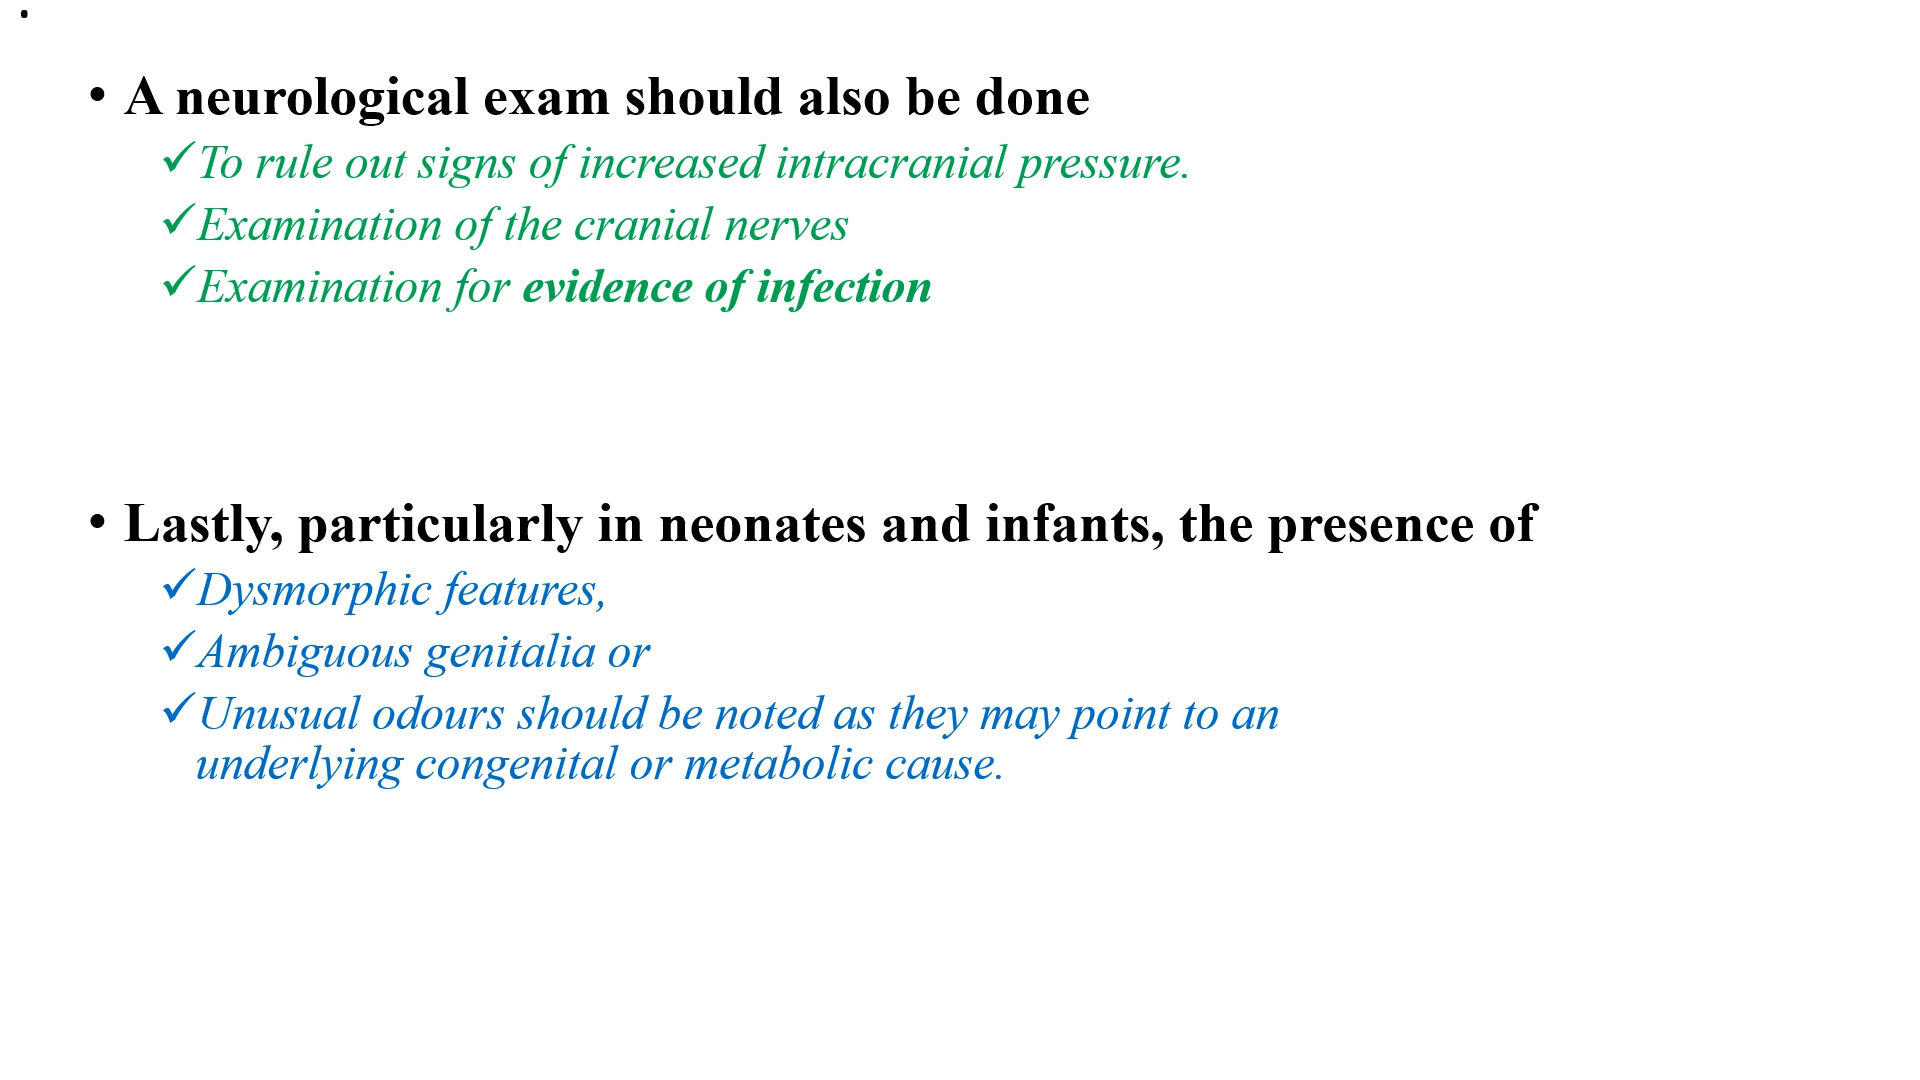 .
• A neurological exam should also be done
✓To rule out signs of increased intracranial pressure.
✓Examination of the cranial nerves
✓Examination for evidence of infection
• Lastly, particularly in neonates and infants, the presence of
✓Dysmorphic features,
✓Ambiguous genitalia or
✓Unusual odours should be noted as they may point to an
underlying congenital or metabolic cause.